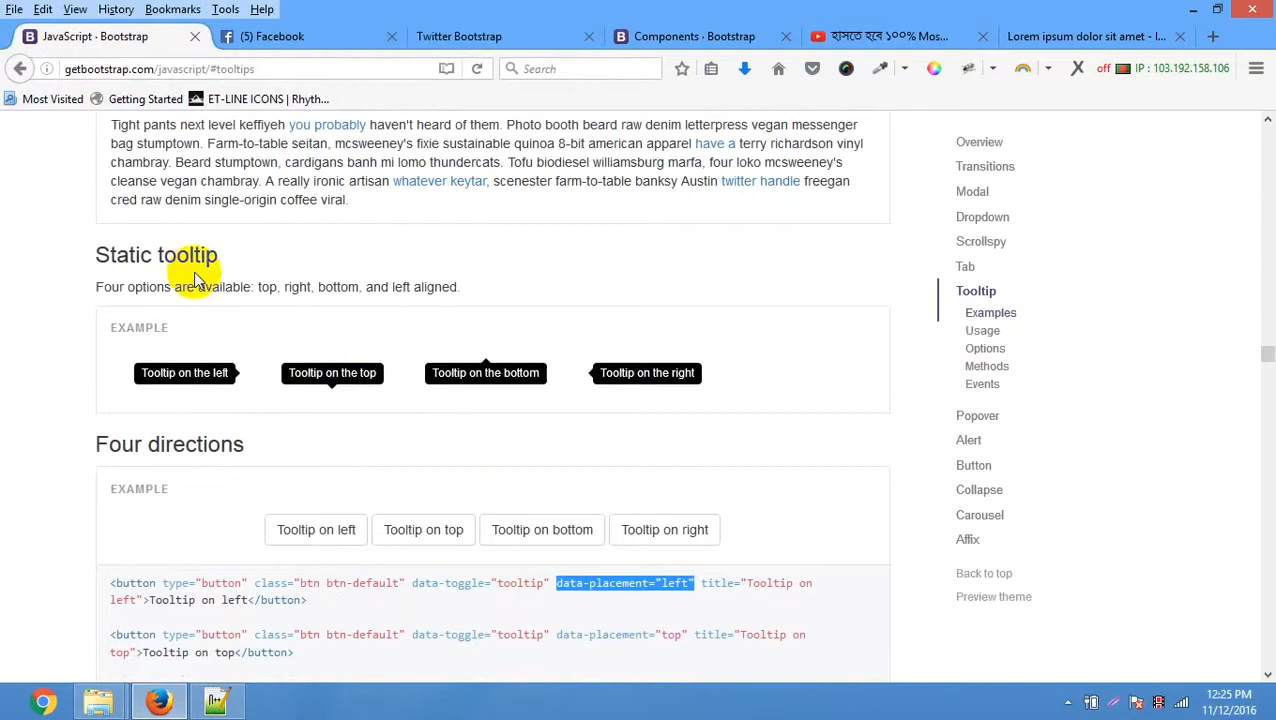 File Edit View History Bookmarks Tools Help
JavaScript · Bootstrap (5) Facebook Twitter Bootstrap Components · Bootstrap হাসতে হবে ১০০% Mos... Lorem ipsum dolor sit amet - l...
getbootstrap.com/javascript/#tooltips Search off IP : 103.192.158.106
Most Visited Getting Started ET-LINE ICONS | Rhyth...
Tight pants next level keffiyeh you probably haven't heard of them. Photo booth beard raw denim letterpress vegan messenger
bag stumptown. Farm-to-table seitan, mcsweeney's fixie sustainable quinoa 8-bit american apparel have a terry richardson vinyl
chambray. Beard stumptown, cardigans banh mi lomo thundercats. Tofu biodiesel williamsburg marfa, four loko mcsweeney's
cleanse vegan chambray. A really ironic artisan whatever keytar, scenester farm-to-table banksy Austin twitter handle freegan
cred raw denim single-origin coffee viral.
Static tooltip
Four options are available: top, right, bottom, and left aligned.
EXAMPLE
Tooltip on the left Tooltip on the top Tooltip on the bottom Tooltip on the right
Four directions
EXAMPLE
Tooltip on left Tooltip on top Tooltip on bottom Tooltip on right
<button type="button" class="btn btn-default" data-toggle="tooltip" data-placement="left" title="Tooltip on
left">Tooltip on left</button>
<button type="button" class="btn btn-default" data-toggle="tooltip" data-placement="top" title="Tooltip on
top">Tooltip on top</button>
Overview
Transitions
Modal
Dropdown
Scrollspy
Tab
Tooltip
Examples
Usage
Options
Methods
Events
Popover
Alert
Button
Collapse
Carousel
Affix
Back to top
Preview theme
12:25 PM
11/12/2016